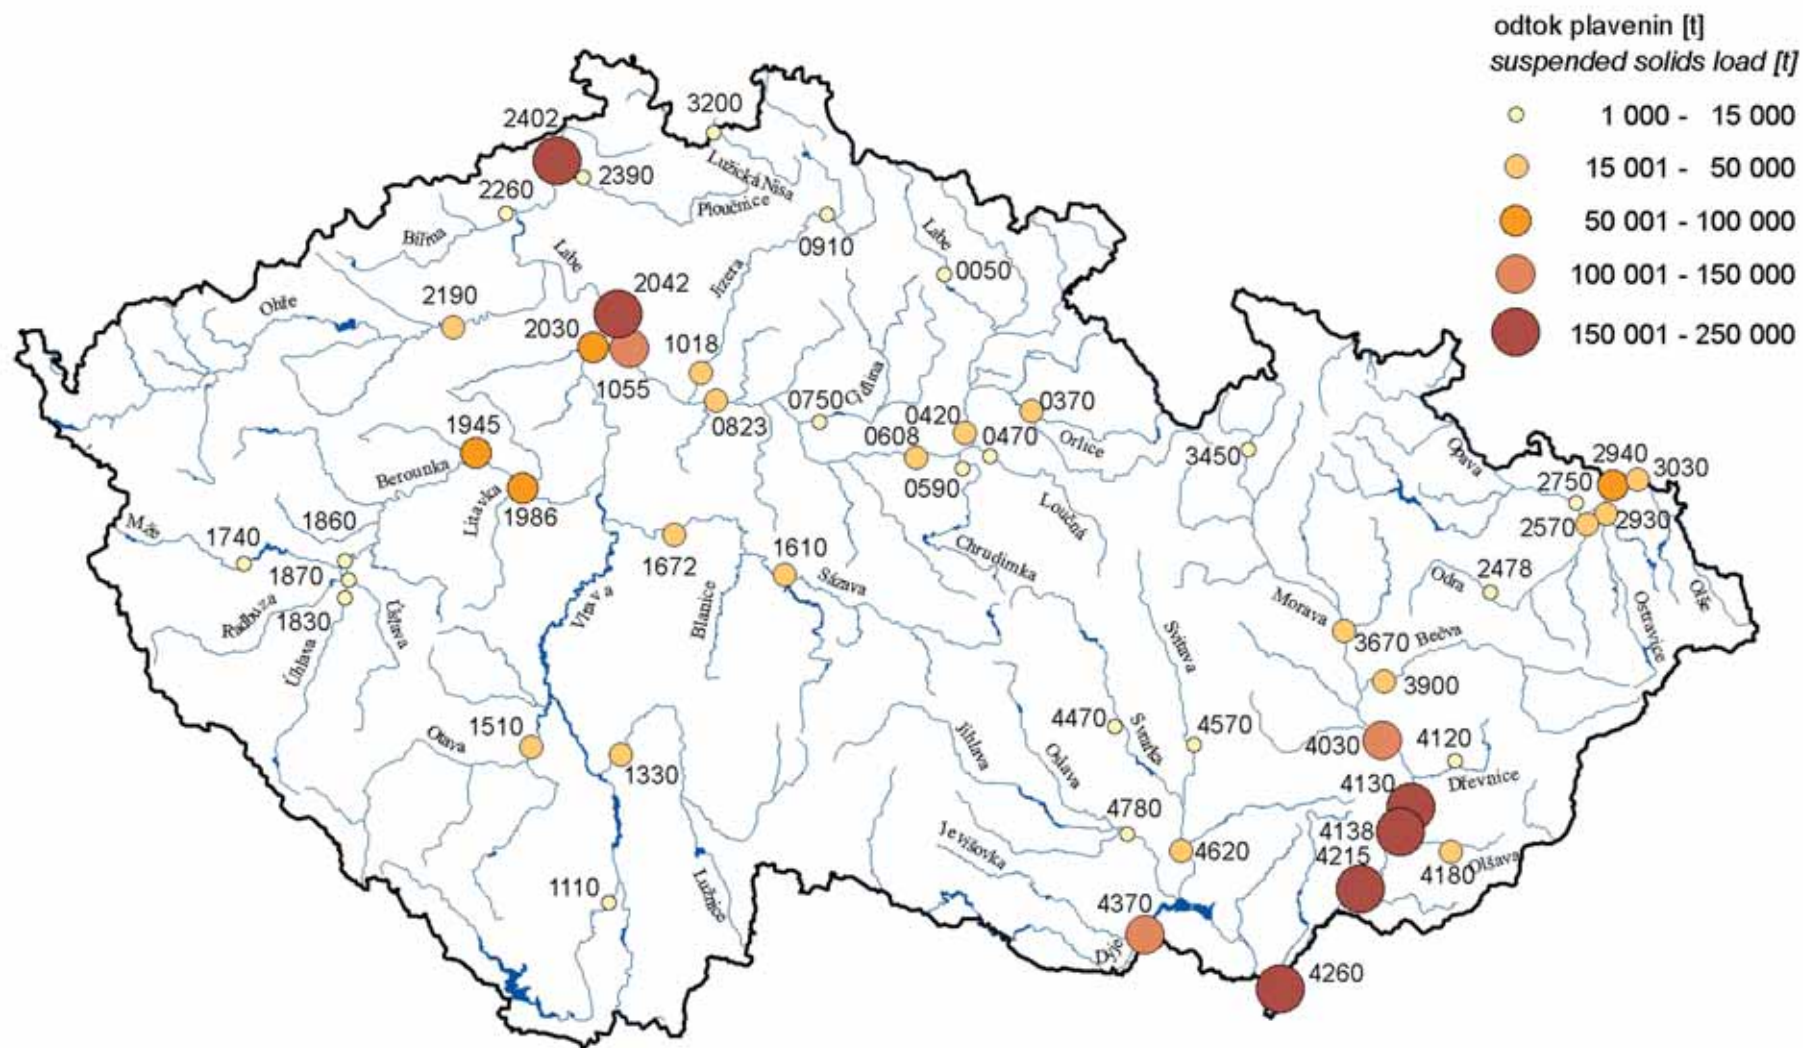 odtok plavenin [t]
suspended solids load [t]
1 000 - 15 000
15 001 - 50 000
50 001 - 100 000
100 001 - 150 000
150 001 - 250 000
3200
2402
2390
Lužická Nisa
2260
Ploučnice
0910
Bílina
Labe
Labe
0050
Jizera
2190
Ohře
2042
2030
1018
1055
0823
0750
Cidlina
0420
0370
0608
0470
Orlice
0590
3450
1945
Berounka
Litavka
1986
Opava
2940
3030
2750
2570
2930
Mže
1740
1860
1870
1830
Radbuza
Úhlava
Úslava
Vltava
1672
Blanice
1610
Sázava
Chrudimka
Loučná
2478
Odra
Ostravice
Olše
Morava
3670
Bečva
3900
Svitava
4470
Svratka
4570
4030
4120
Dřevnice
4130
4138
4215
4180
Olšava
1510
Otava
1330
1110
Lužnice
Jihlava
Oslava
4780
4620
Jevišovka
4370
Dyje
4260